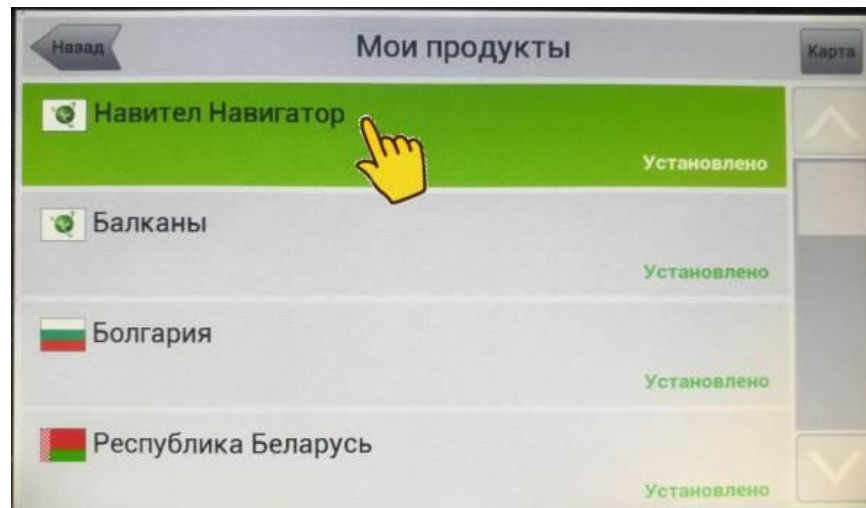 Назад
Мои продукты
Карта
Навител Навигатор
Установлено
Балканы
Установлено
Болгария
Установлено
Республика Беларусь
Установлено